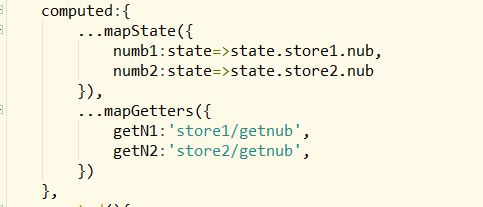 computed:{
...mapState({
numb1:state=>state.store1.nub,
numb2:state=>state.store2.nub
}),
...mapGetters({
getN1:'store1/getnub',
getN2:'store2/getnub',
})
},